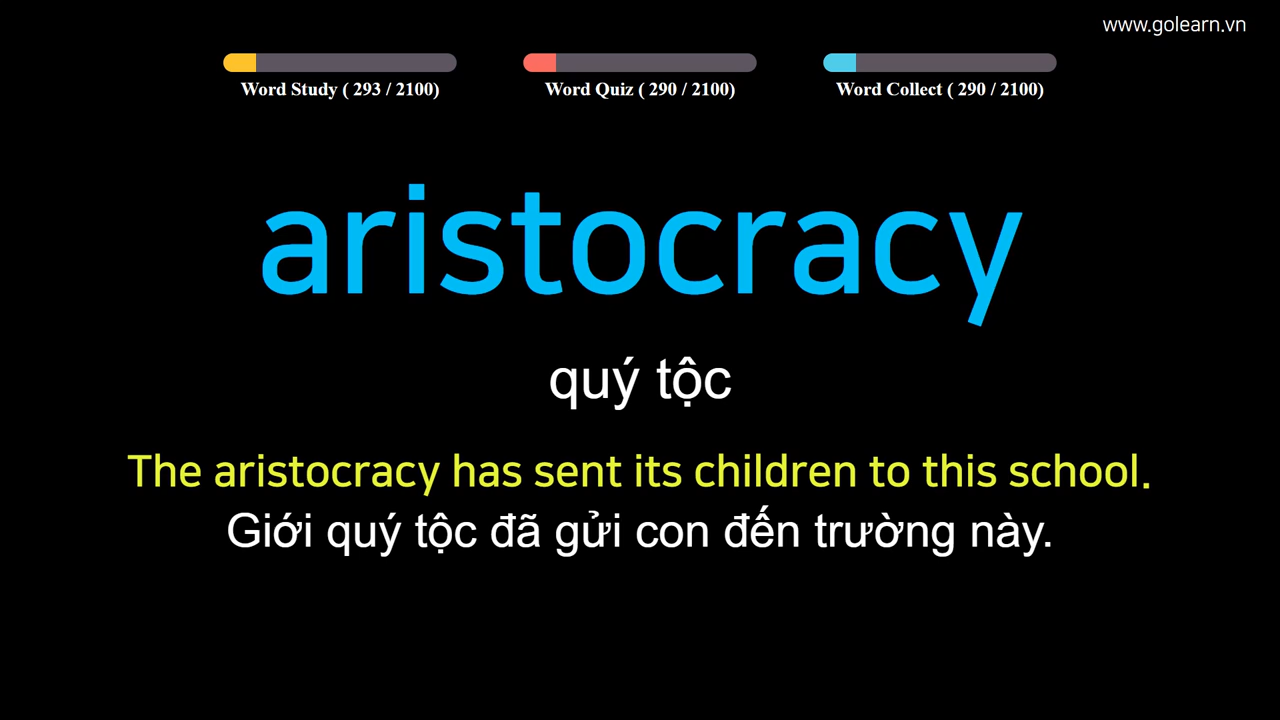 www.golearn.vn
Word Study ( 293 / 2100)
Word Quiz ( 290 / 2100)
Word Collect ( 290 / 2100)
aristocracy
quý tộc
The aristocracy has sent its children to this school.
Giới quý tộc đã gửi con đến trường này.